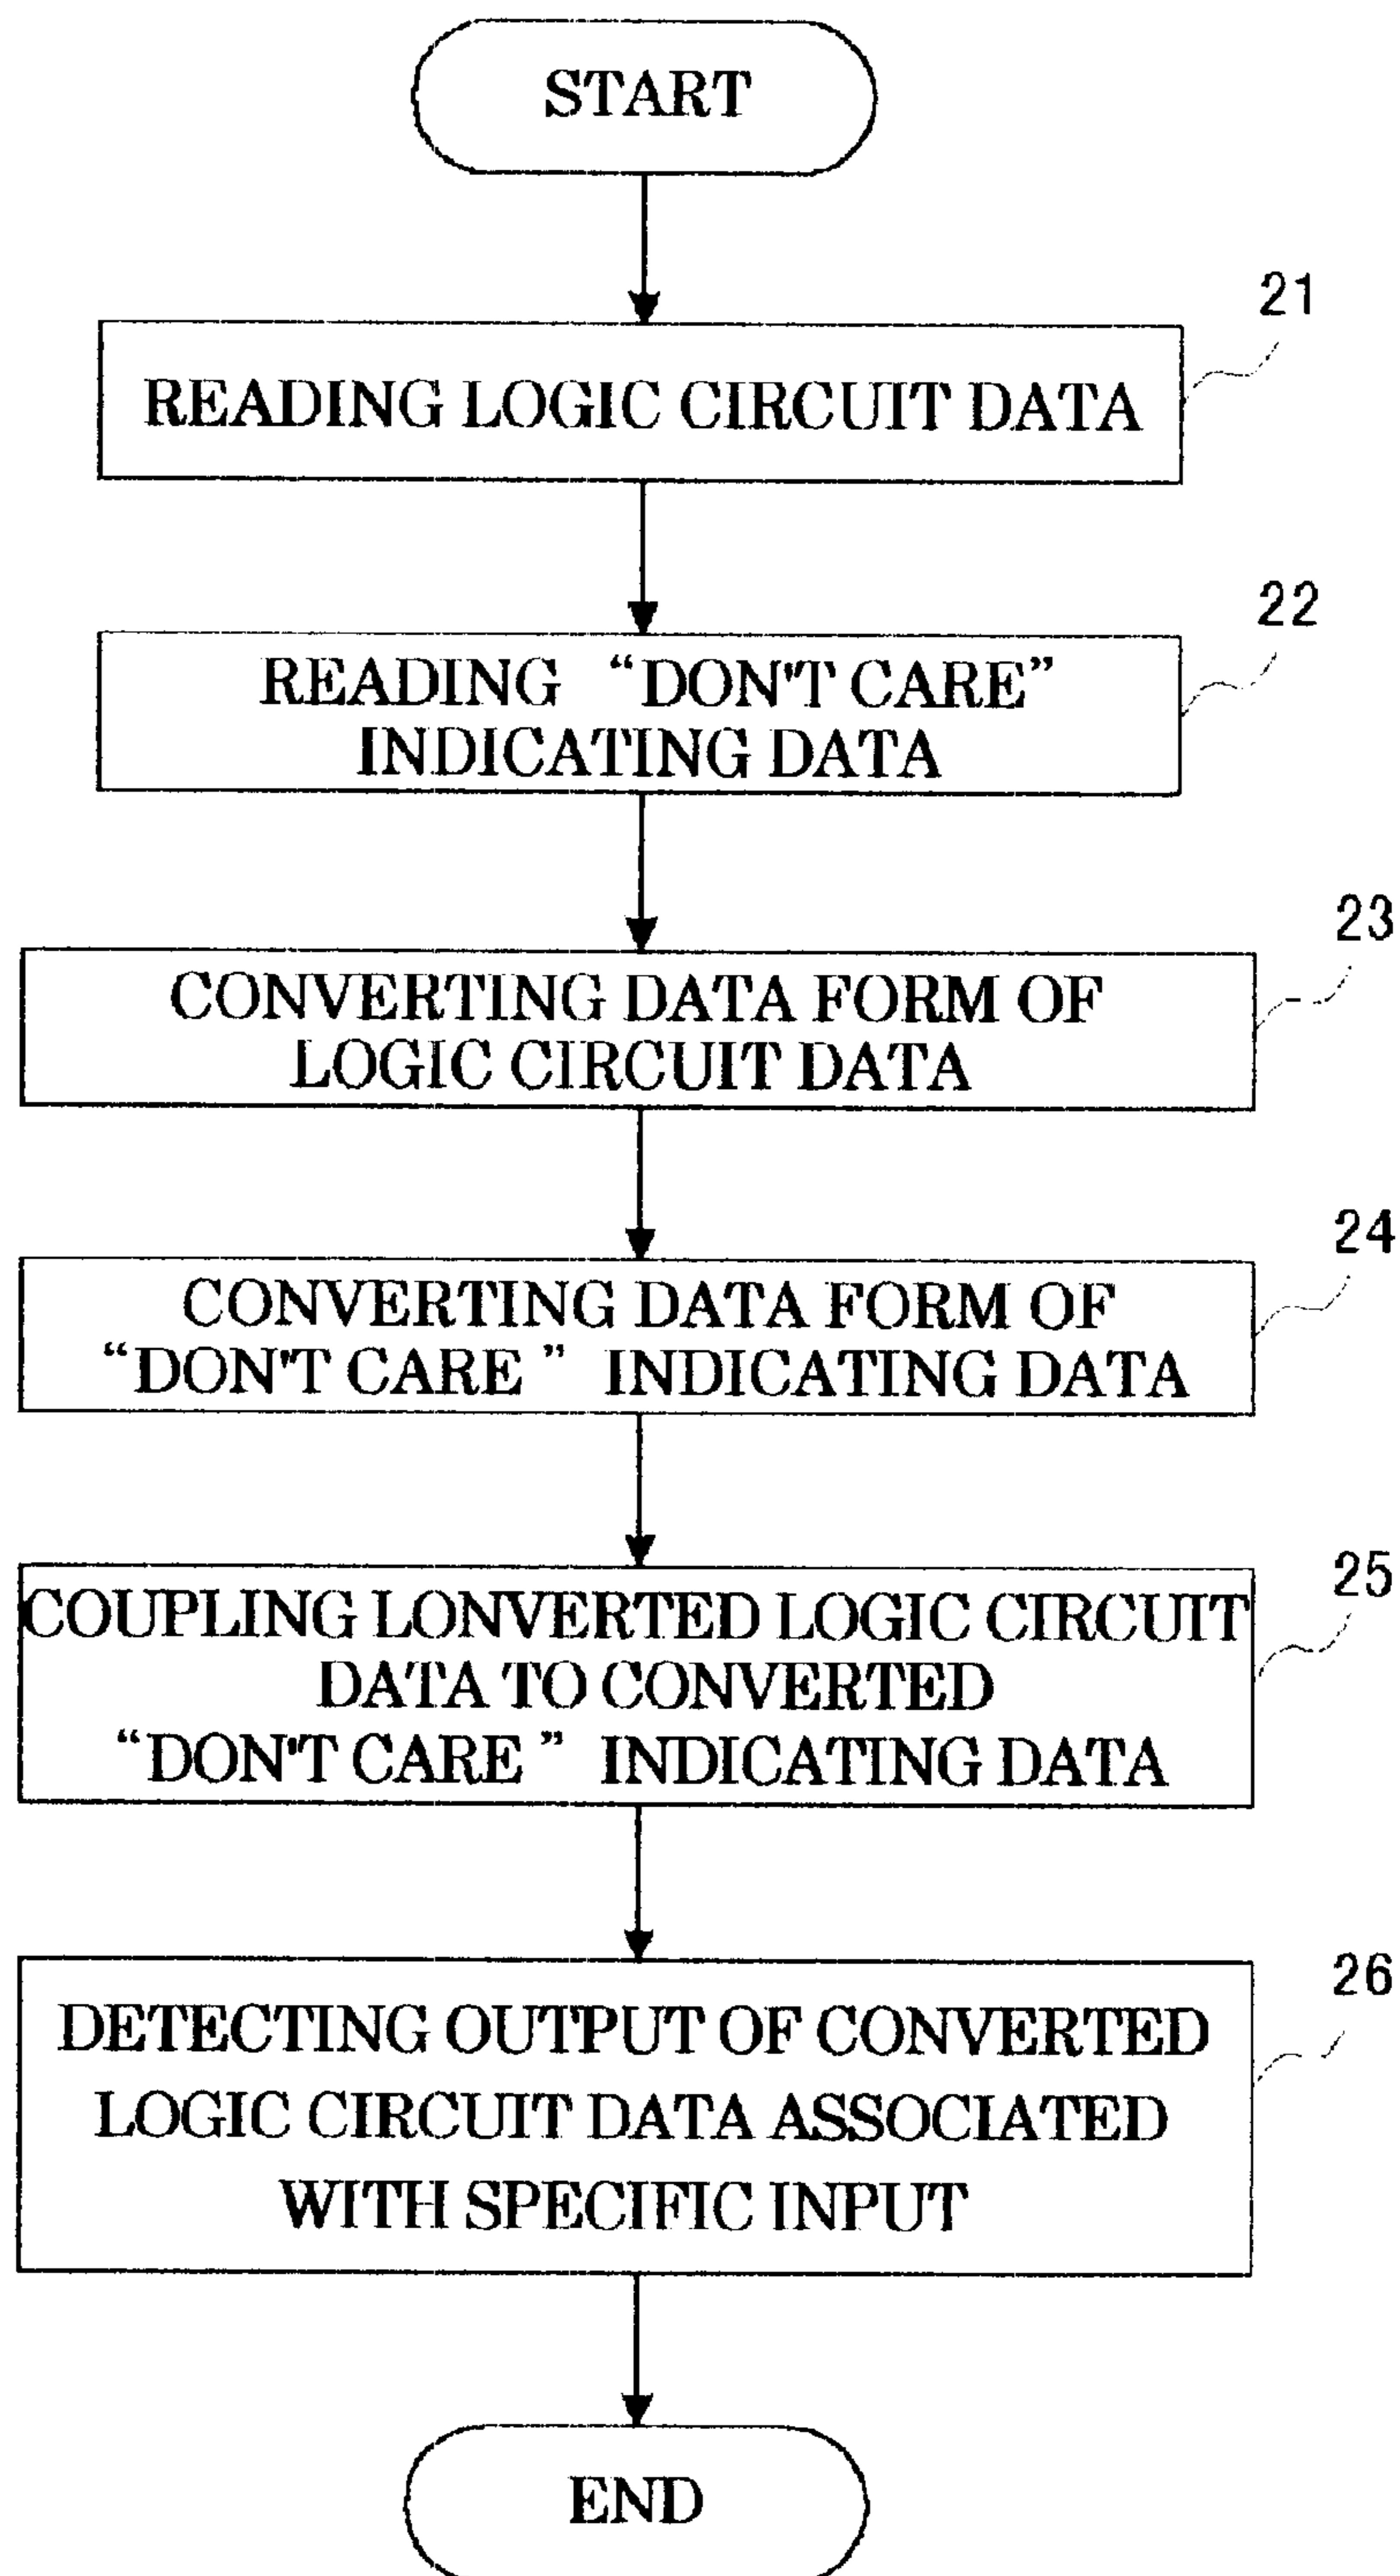 START
21
READING LOGIC CIRCUIT DATA
22
READING “DON'T CARE”
INDICATING DATA
23
CONVERTING DATA FORM OF
LOGIC CIRCUIT DATA
24
CONVERTING DATA FORM OF
“DON'T CARE ” INDICATING DATA
25
COUPLING LONVERTED LOGIC CIRCUIT
DATA TO CONVERTED
“DON'T CARE ” INDICATING DATA
26
DETECTING OUTPUT OF CONVERTED
LOGIC CIRCUIT DATA ASSOCIATED
WITH SPECIFIC INPUT
END